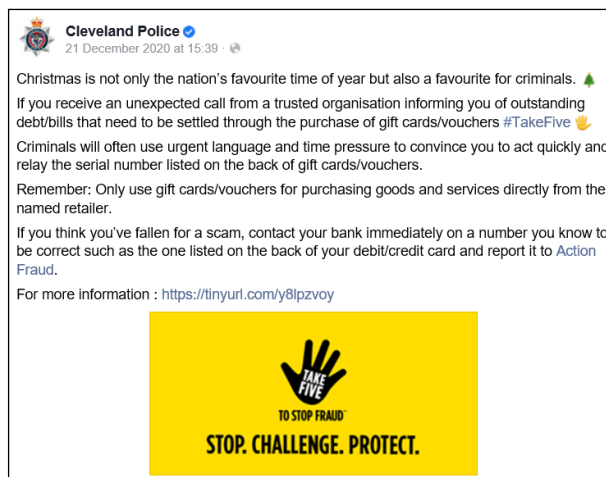 Cleveland Police
21 December 2020 at 15:39 ·
Christmas is not only the nation's favourite time of year but also a favourite for criminals. 🎄
If you receive an unexpected call from a trusted organisation informing you of outstanding
debt/bills that need to be settled through the purchase of gift cards/vouchers #TakeFive 🖐
Criminals will often use urgent language and time pressure to convince you to act quickly and
relay the serial number listed on the back of gift cards/vouchers.
Remember: Only use gift cards/vouchers for purchasing goods and services directly from the
named retailer.
If you think you've fallen for a scam, contact your bank immediately on a number you know to
be correct such as the one listed on the back of your debit/credit card and report it to Action
Fraud.
For more information : https://tinyurl.com/y8lpzvoy
TAKE
FIVE
TO STOP FRAUD™
STOP. CHALLENGE. PROTECT.